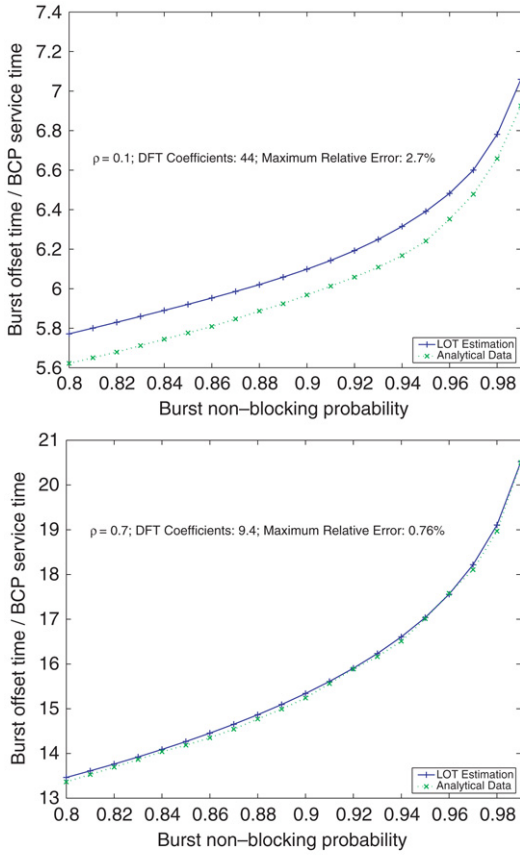 7.4
7.2
7
6.8
6.6
6.4
6.2
6
5.8
5.6
Burst offset time / BCP service time
ρ = 0.1; DFT Coefficients: 44; Maximum Relative Error: 2.7%
LOT Estimation
Analytical Data
0.8 0.82 0.84 0.86 0.88 0.9 0.92 0.94 0.96 0.98
Burst non–blocking probability
21
20
19
18
17
16
15
14
13
Burst offset time / BCP service time
ρ = 0.7; DFT Coefficients: 9.4; Maximum Relative Error: 0.76%
LOT Estimation
Analytical Data
0.8 0.82 0.84 0.86 0.88 0.9 0.92 0.94 0.96 0.98
Burst non–blocking probability